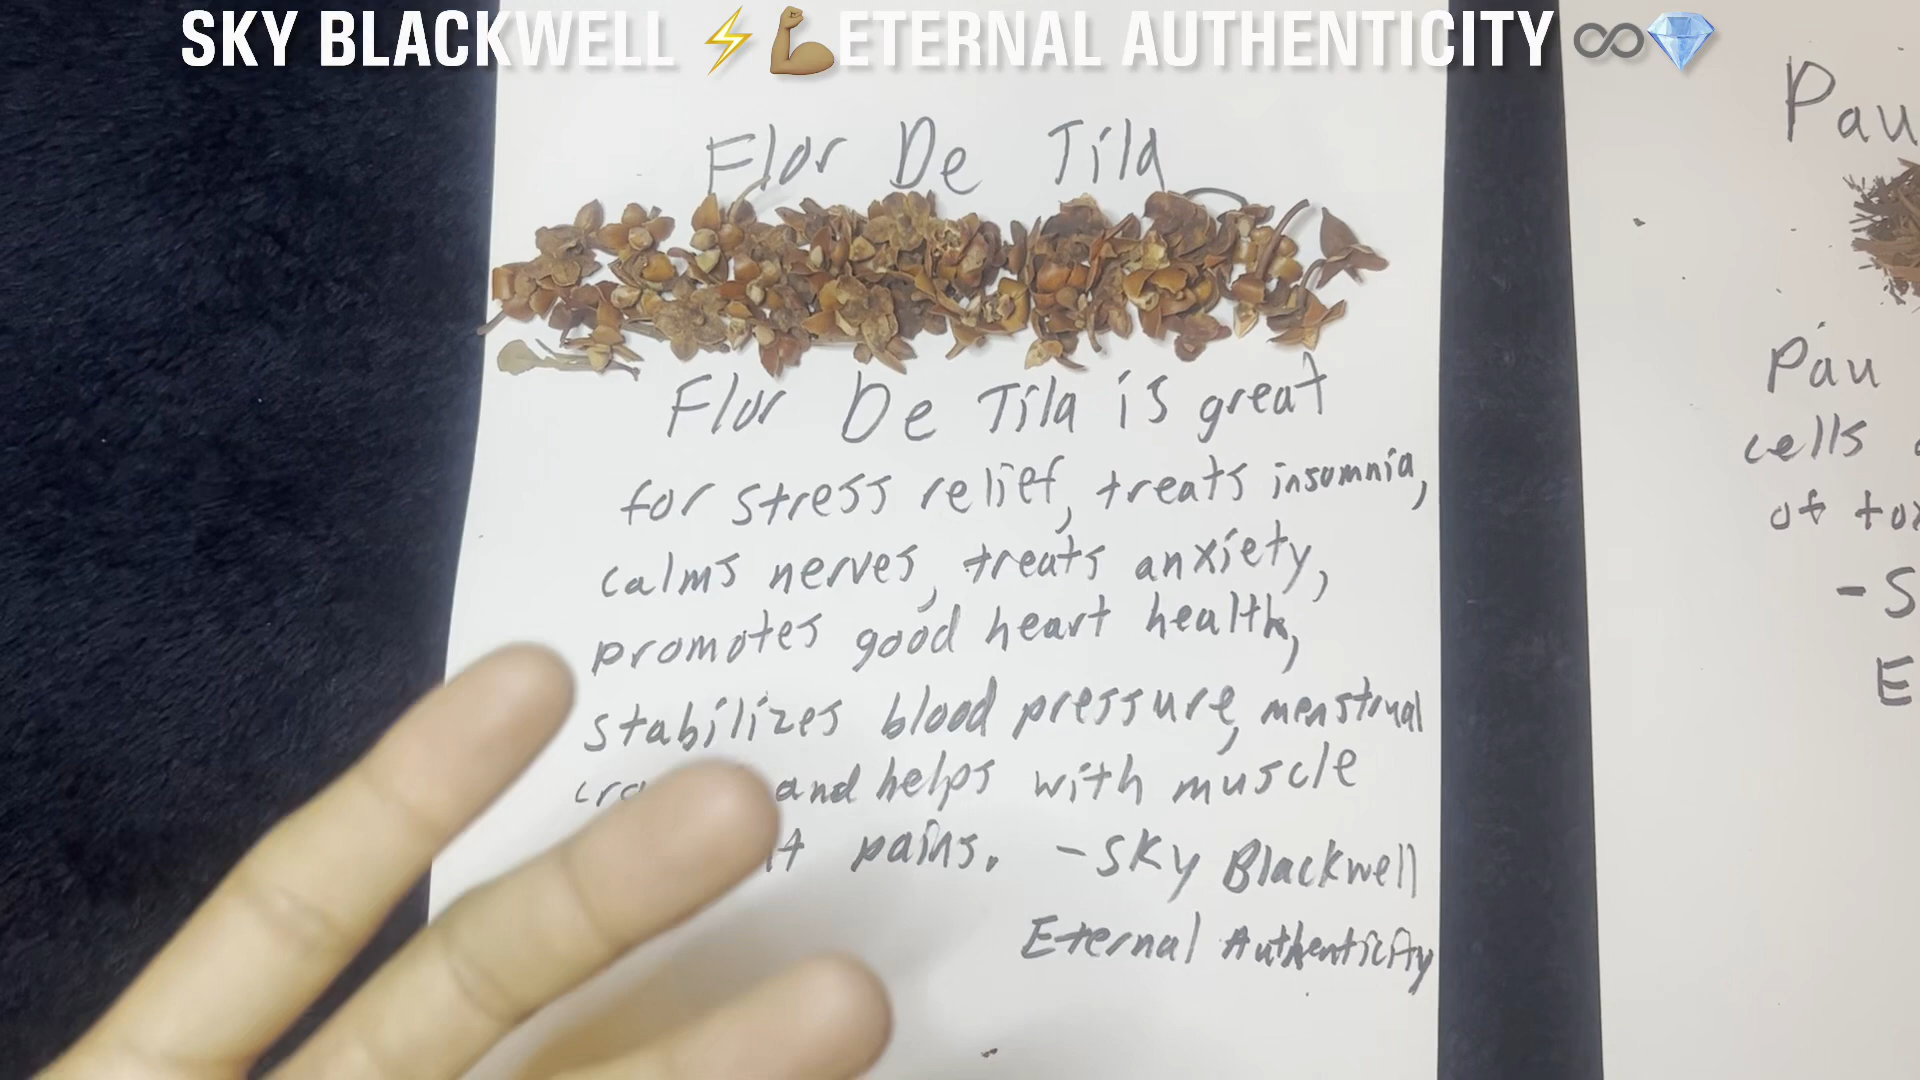 SKY BLACKWELL ⚡💪🏽ETERNAL AUTHENTICITY ♾💎
Flor De Tila
Flor De Tila is great
for stress relief, treats insomnia,
calms nerves, treats anxiety,
promotes good heart health,
stabilizes blood pressure, menstrual
and helps with muscle
pains. -Sky Blackwell
Eternal Authenticity
Pau
Pau
cells
of
-S
E